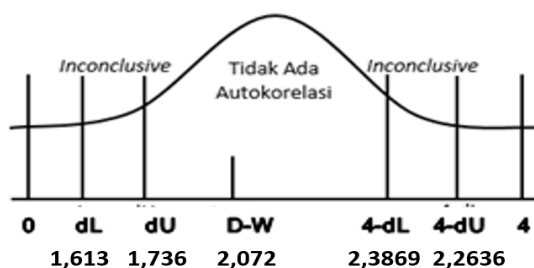 Inconclusive Tidak Ada Inconclusive
Autokorelasi
0 dL dU D-W 4-dL 4-dU 4
1,613 1,736 2,072 2,3869 2,2636